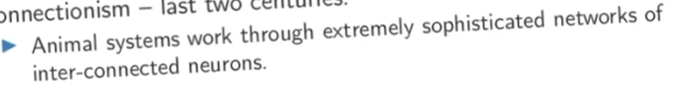 onnectionism – last two centuries.
▶ Animal systems work through extremely sophisticated networks of
inter-connected neurons.